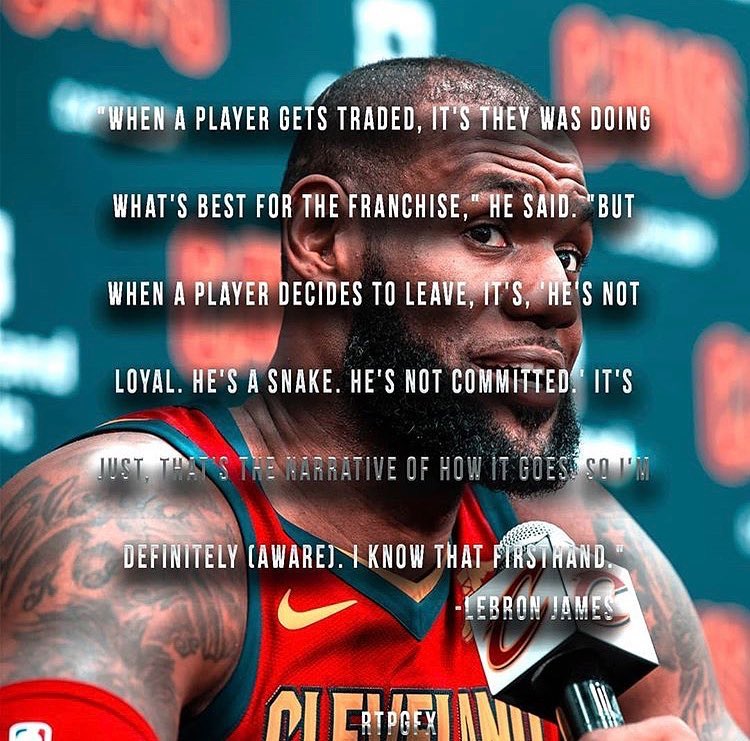 "WHEN A PLAYER GETS TRADED, IT'S THEY WAS DOING
WHAT'S BEST FOR THE FRANCHISE," HE SAID. "BUT
WHEN A PLAYER DECIDES TO LEAVE, IT'S, 'HE'S NOT
LOYAL. HE'S A SNAKE. HE'S NOT COMMITTED.' IT'S
JUST, THAT'S THE NARRATIVE OF HOW IT GOES. SO I'M
DEFINITELY (AWARE). I KNOW THAT FIRSTHAND."
-LEBRON JAMES
CLEVELAN
RTPGFX